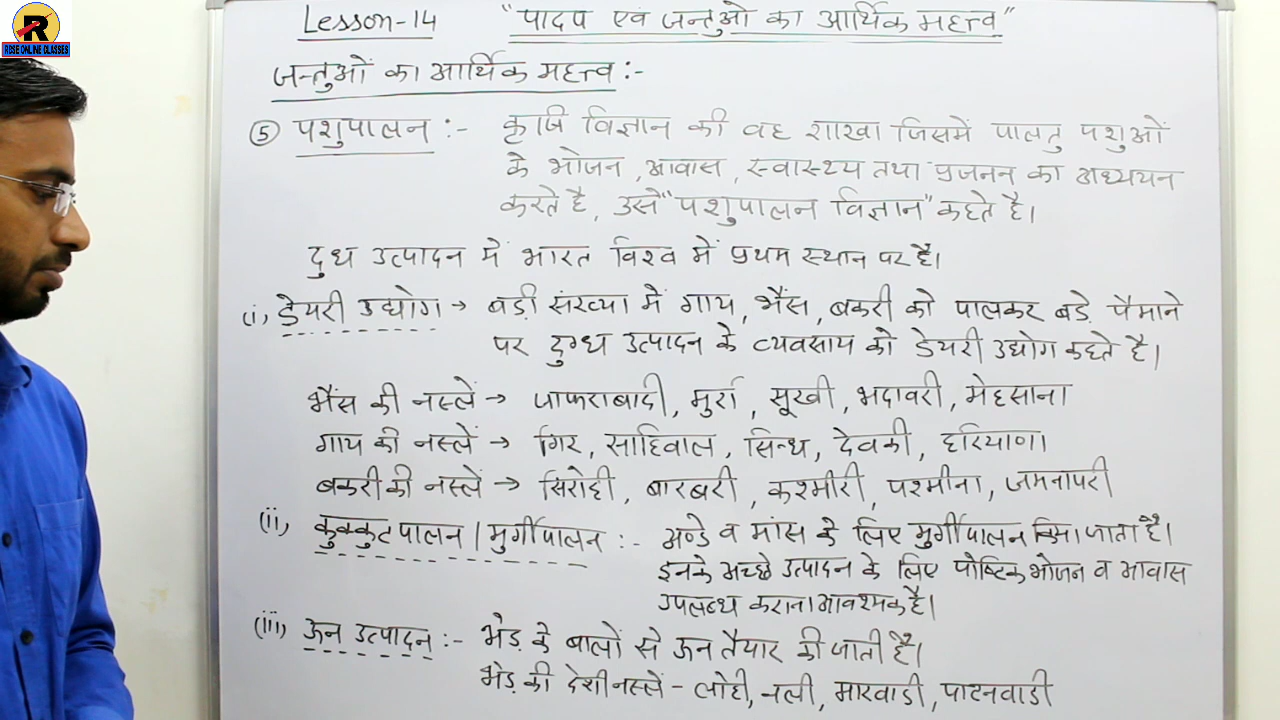 R
RISE ONLINE CLASSES
Lesson-14 "पादप एवं जन्तुओ का आर्थिक महत्त्व"
जन्तुओं का आर्थिक महत्त्व :-
⑤ पशुपालन :- कृषि विज्ञान की वह शाखा जिसमें पालतु पशुओं
के भोजन, आवास, स्वास्थ्य तथा प्रजनन का अध्ययन
करते है, उसे "पशुपालन विज्ञान" कहते है।
दुध उत्पादन में भारत विश्व में प्रथम स्थान पर है।
(i) डेयरी उद्योग → बडी संख्या में गाय, भैंस, बकरी को पालकर बडे़ पैमाने
पर दुग्ध उत्पादन के व्यवसाय को डेयरी उद्योग कहते है।
भैंस की नस्लें → जाफराबादी, मुर्रा, सूरखी, भदावरी, मेहसाना
गाय की नस्लें → गिर, साहिवाल, सिन्ध, देवकी, हरियाणा
बकरी की नस्लें → सिरोही, बारबरी, कश्मीरी, पश्मीना, जमनापरी
(ii) कुक्कुट पालन | मुर्गीपालन :- अण्डे व मांस के लिए मुर्गीपालन किया जाता है।
इनके अच्छे उत्पादन के लिए पोष्टिक भोजन व आवास
उपलब्ध कराना आवश्यक है।
(iii) ऊन उत्पादन :- भेड़ के बालों से ऊन तैयार की जाती है।
भेड़ की देशी नस्लें - लोही, नली, मारवाडी, पाटनवाडी